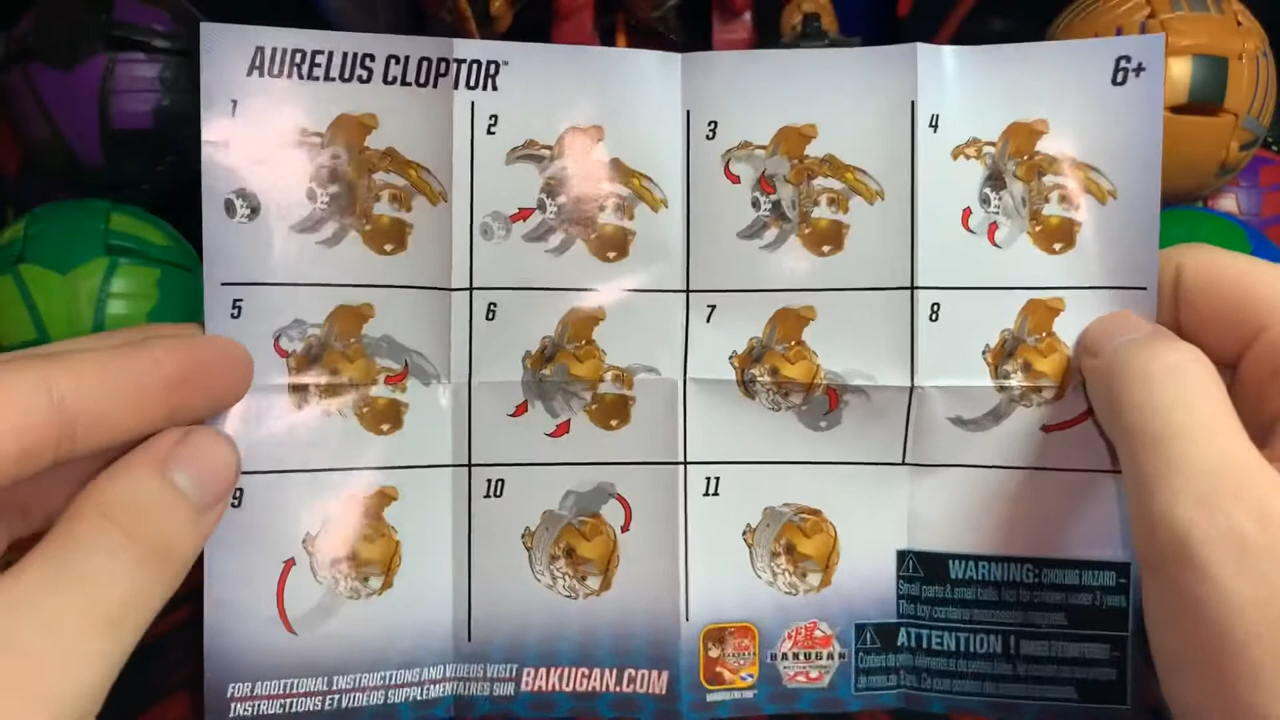 AURELUS CLOPTOR™
6+
1
2
3
4
5
6
7
8
9
10
11
WARNING: CHOKING HAZARD –
Small parts & small balls. Not for children under 3 years.
This toy contains
ATTENTION !
FOR ADDITIONAL INSTRUCTIONS AND VIDEOS VISIT
INSTRUCTIONS ET VIDÉOS SUPPLÉMENTAIRES SUR
BAKUGAN.COM
爆
BAKUGAN